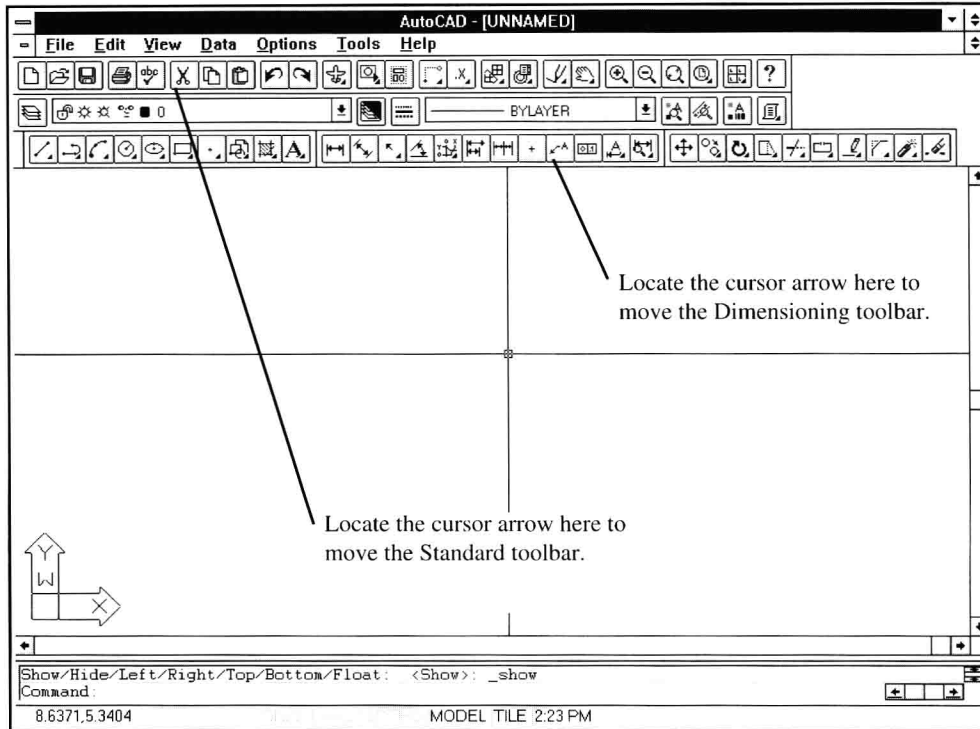 AutoCAD - [UNNAMED]
File Edit View Data Options Tools Help
abc .X ?
0 BYLAYER
A
Locate the cursor arrow here to
move the Dimensioning toolbar.
Locate the cursor arrow here to
move the Standard toolbar.
Y
W
X
Show/Hide/Left/Right/Top/Bottom/Float: <Show>: _show
Command:
8.6371,5.3404 MODEL TILE 2:23 PM